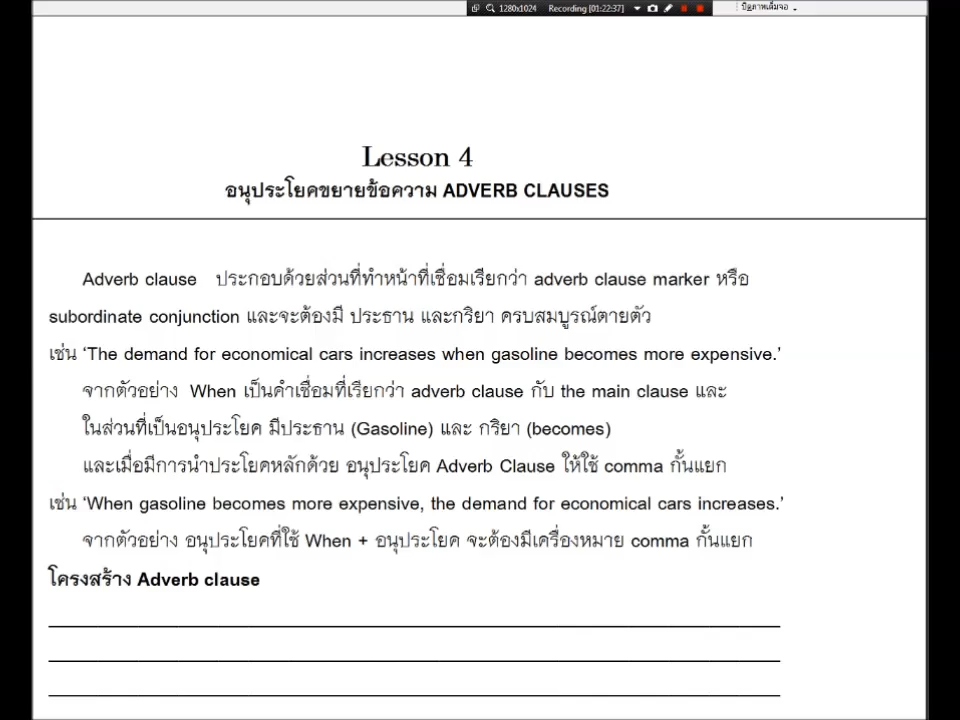 1280x1024 Recording [01:22:37] ปิดภาพเต็มจอ
Lesson 4
อนุประโยคขยายข้อความ ADVERB CLAUSES
Adverb clause ประกอบด้วยส่วนที่ทำหน้าที่เชื่อมเรียกว่า adverb clause marker หรือ
subordinate conjunction และจะต้องมี ประธาน และกริยา ครบสมบูรณ์ตายตัว
เช่น ‘The demand for economical cars increases when gasoline becomes more expensive.’
จากตัวอย่าง When เป็นคำเชื่อมที่เรียกว่า adverb clause กับ the main clause และ
ในส่วนที่เป็นอนุประโยค มีประธาน (Gasoline) และ กริยา (becomes)
และเมื่อมีการนำประโยคหลักด้วย อนุประโยค Adverb Clause ให้ใช้ comma กั้นแยก
เช่น ‘When gasoline becomes more expensive, the demand for economical cars increases.’
จากตัวอย่าง อนุประโยคที่ใช้ When + อนุประโยค จะต้องมีเครื่องหมาย comma กั้นแยก
โครงสร้าง Adverb clause